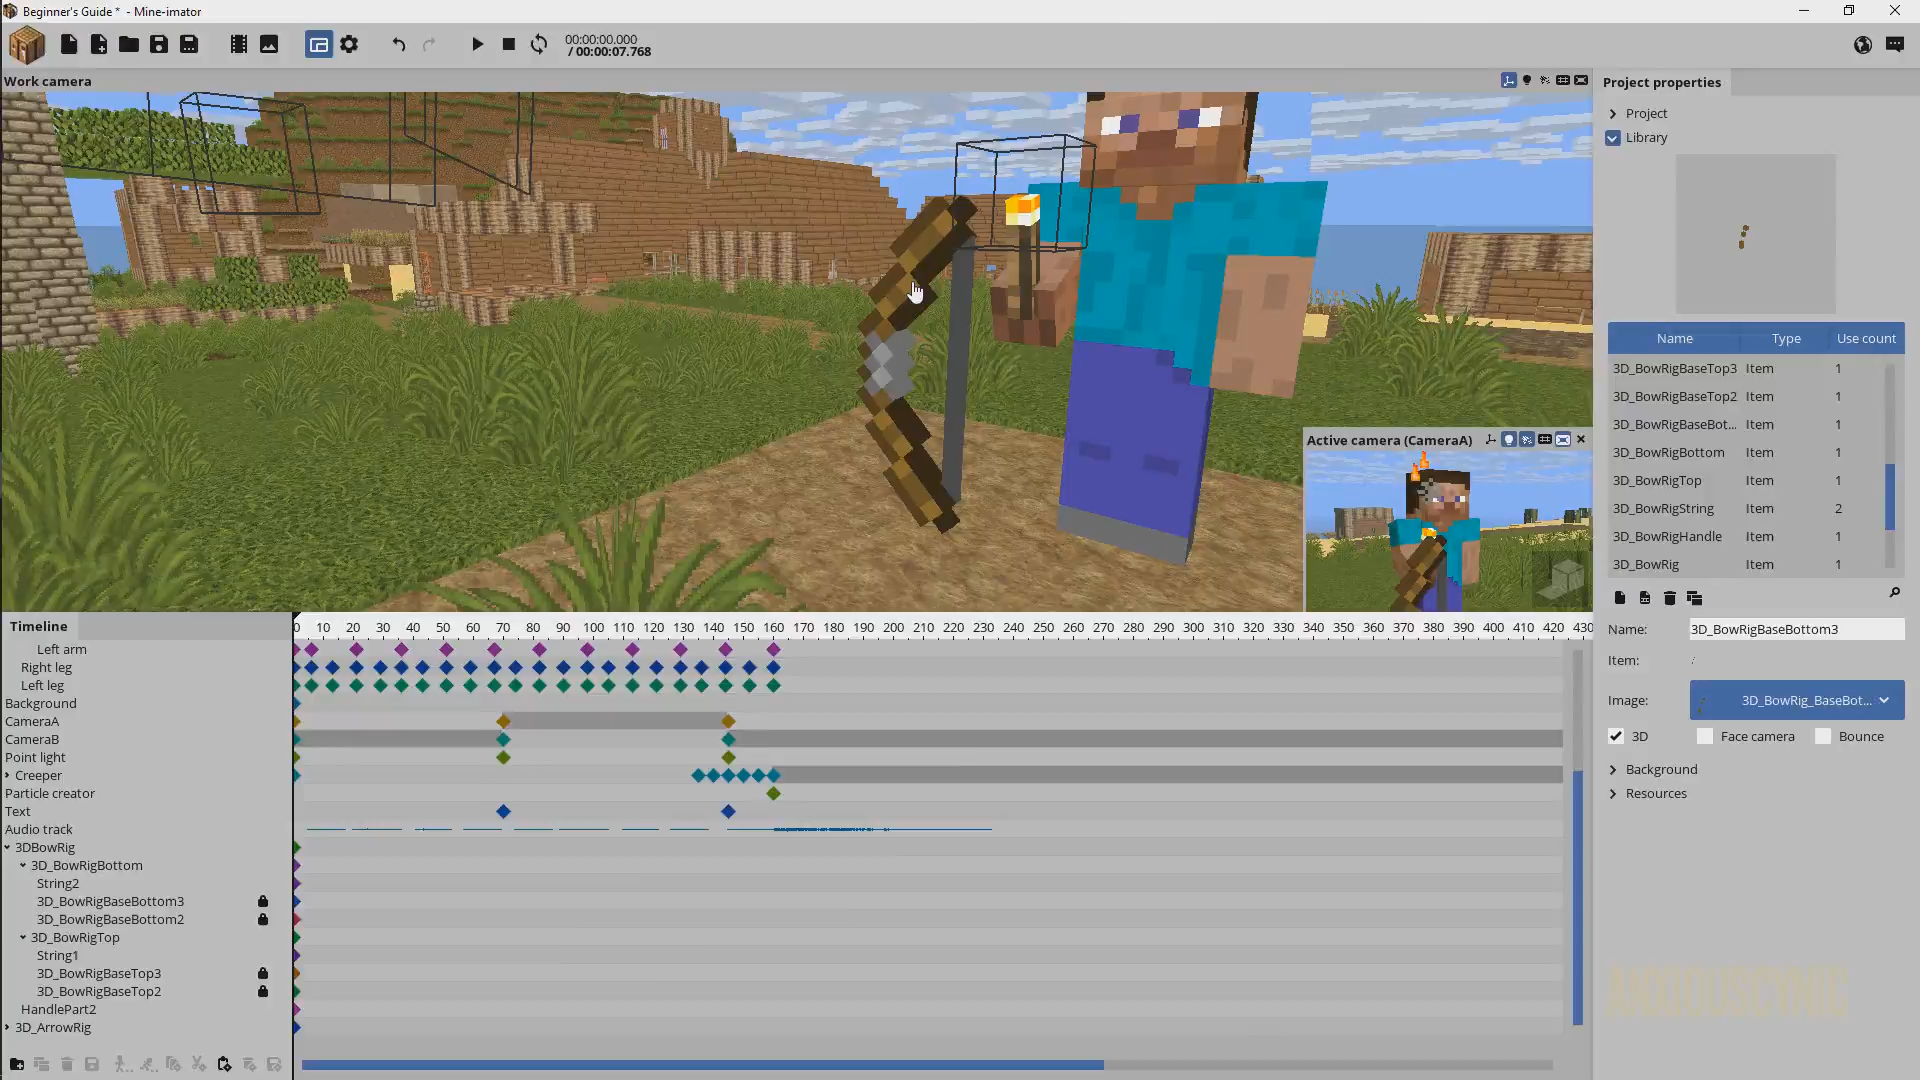 Beginner's Guide * - Mine-imator
00:00:00.000
/ 00:00:07.768
Work camera
Project properties
Project
Library
Name Type Use count
3D_BowRigBaseTop3 Item 1
3D_BowRigBaseTop2 Item 1
3D_BowRigBaseBot... Item 1
3D_BowRigBottom Item 1
3D_BowRigTop Item 1
3D_BowRigString Item 2
3D_BowRigHandle Item 1
3D_BowRig Item 1
Name: 3D_BowRigBaseBottom3
Item:
Image: 3D_BowRig_BaseBot...
3D Face camera Bounce
Background
Resources
Active camera (CameraA)
Timeline
0 10 20 30 40 50 60 70 80 90 100 110 120 130 140 150 160 170 180 190 200 210 220 230 240 250 260 270 280 290 300 310 320 330 340 350 360 370 380 390 400 410 420 430
Left arm
Right leg
Left leg
Background
CameraA
CameraB
Point light
Creeper
Particle creator
Text
Audio track
3DBowRig
3D_BowRigBottom
String2
3D_BowRigBaseBottom3
3D_BowRigBaseBottom2
3D_BowRigTop
String1
3D_BowRigBaseTop3
3D_BowRigBaseTop2
HandlePart2
3D_ArrowRig